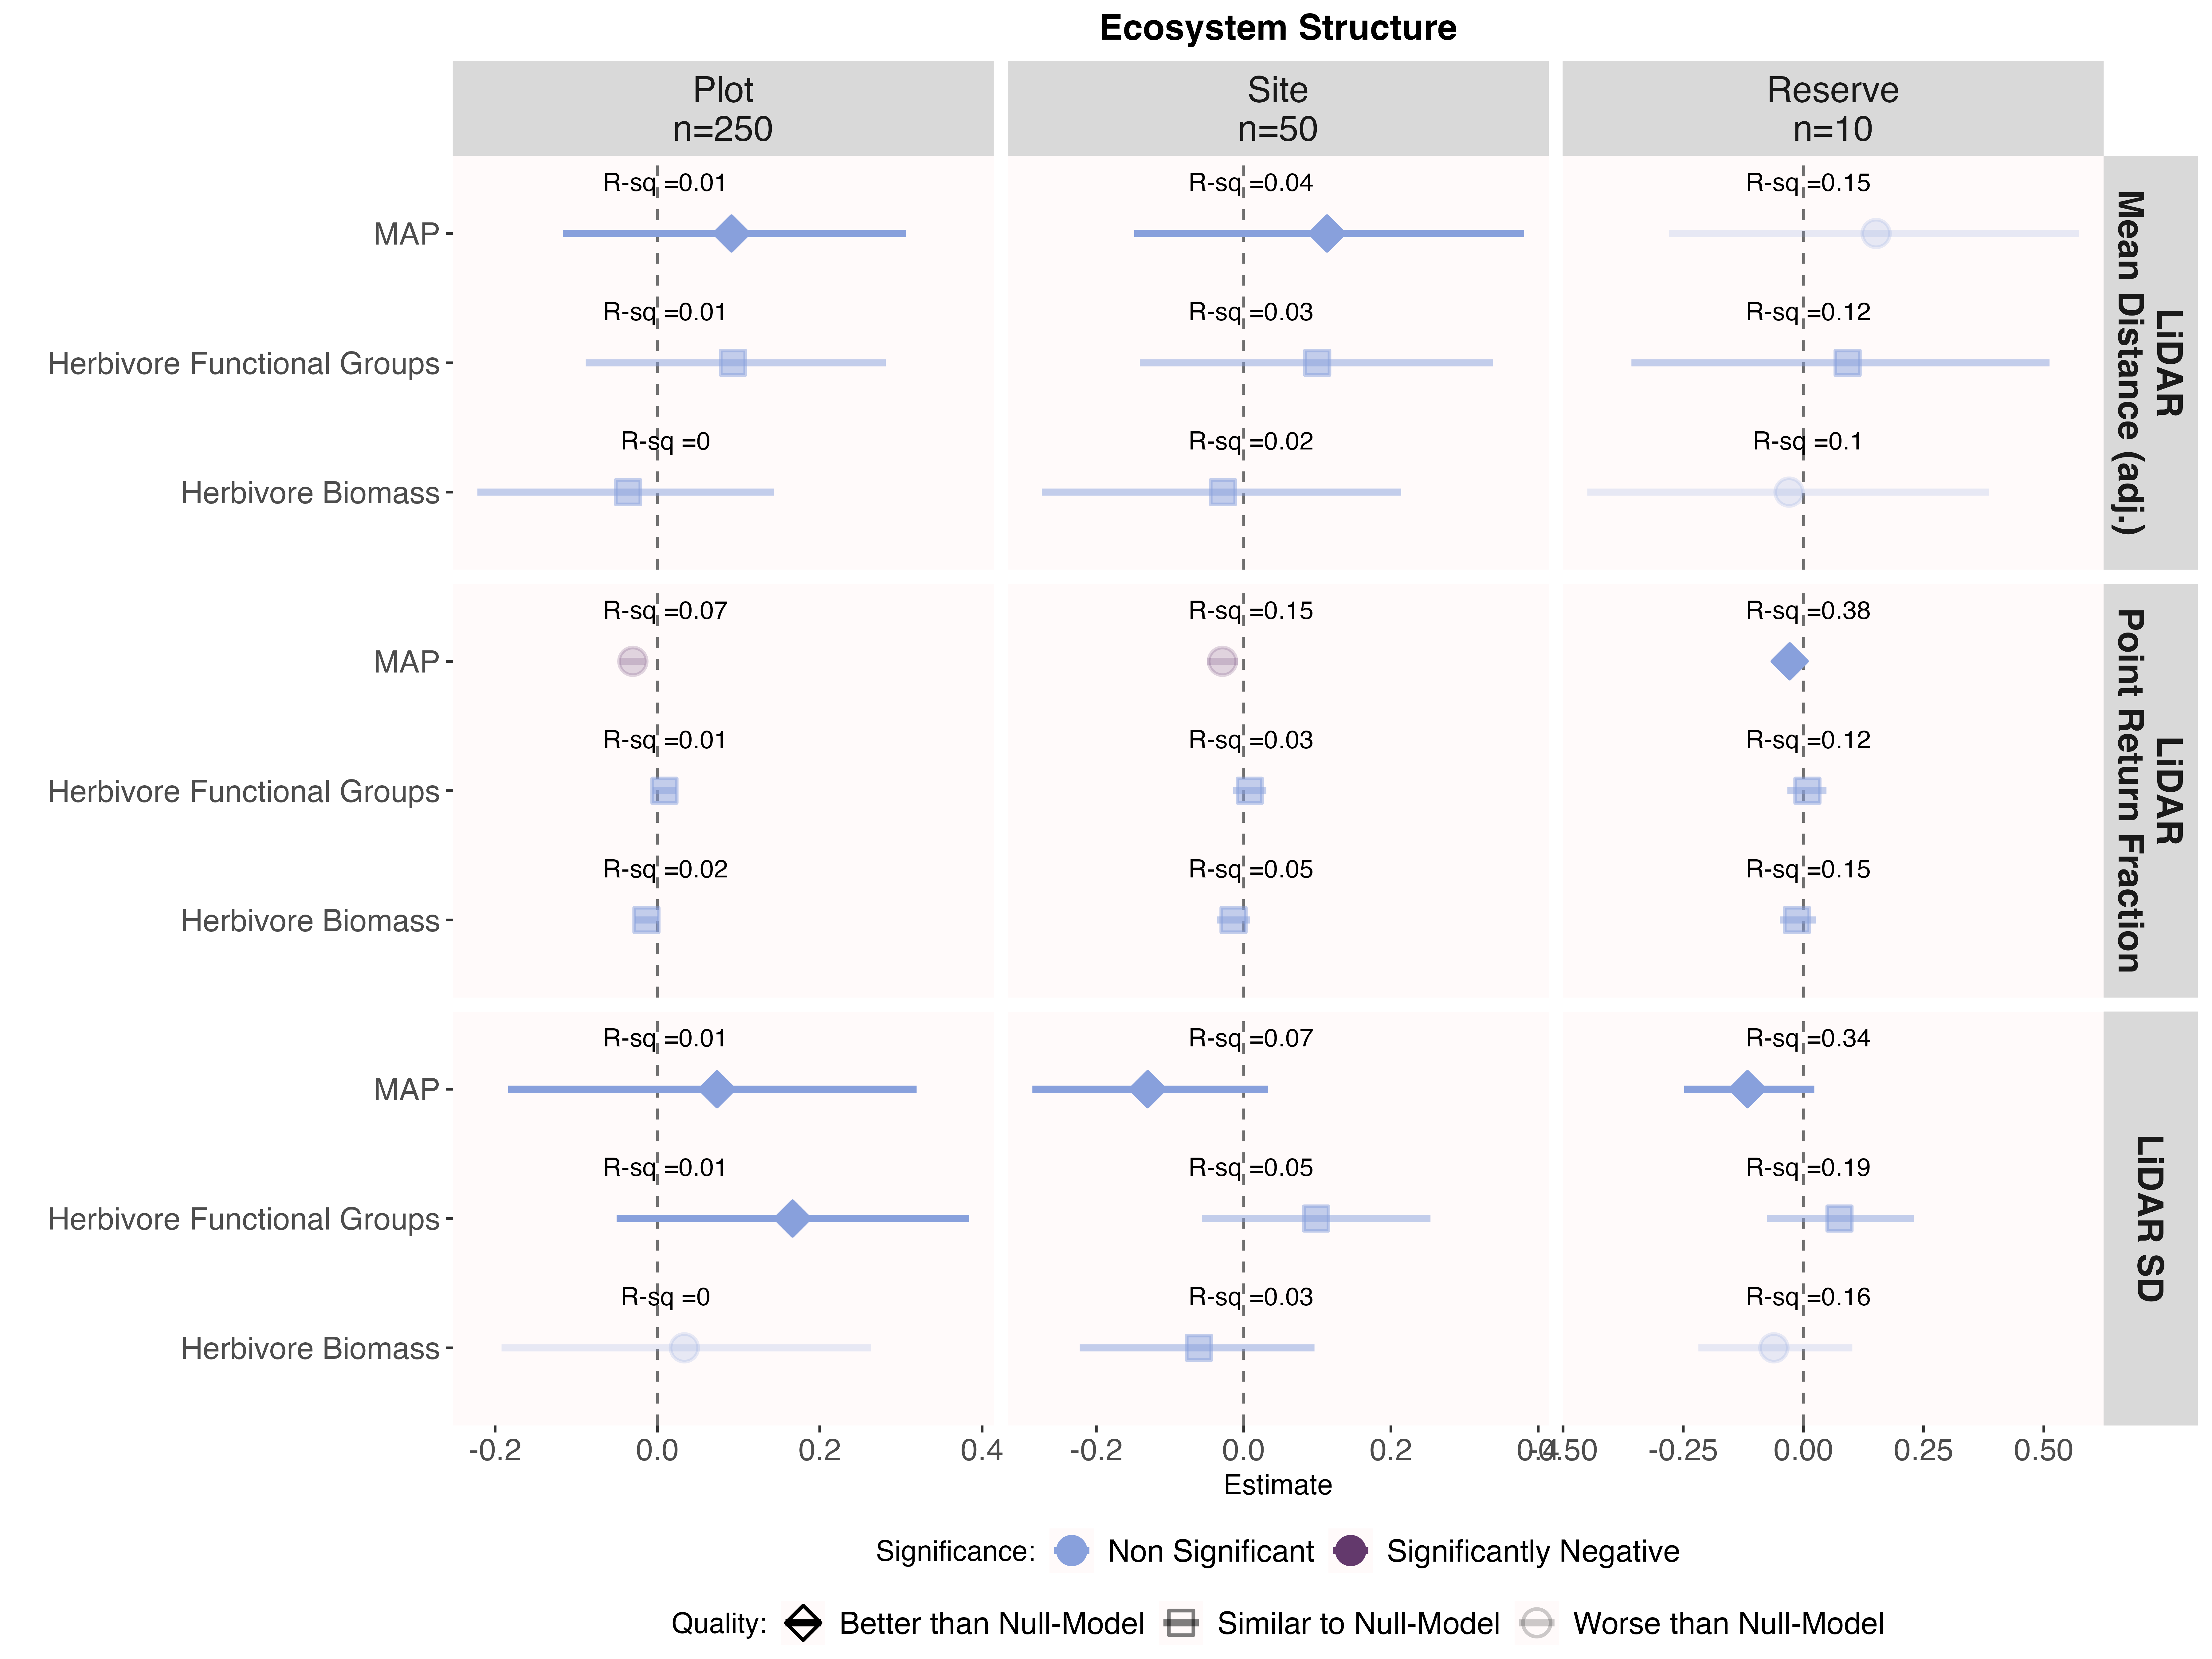 Ecosystem Structure
Plot
n=250
Site
n=50
Reserve
n=10
R-sq =0.01
R-sq =0.04
R-sq =0.15
MAP
R-sq =0.01
R-sq =0.03
R-sq =0.12
Herbivore Functional Groups
R-sq =0
R-sq =0.02
R-sq =0.1
Herbivore Biomass
LiDAR
Mean Distance (adj.)
R-sq =0.07
R-sq =0.15
R-sq =0.38
MAP
R-sq =0.01
R-sq =0.03
R-sq =0.12
Herbivore Functional Groups
R-sq =0.02
R-sq =0.05
R-sq =0.15
Herbivore Biomass
LiDAR
Point Return Fraction
R-sq =0.01
R-sq =0.07
R-sq =0.34
MAP
R-sq =0.01
R-sq =0.05
R-sq =0.19
Herbivore Functional Groups
R-sq =0
R-sq =0.03
R-sq =0.16
Herbivore Biomass
LiDAR SD
-0.2 0.0 0.2 0.4
-0.2 0.0 0.2 0.4
-0.50 -0.25 0.00 0.25 0.50
Estimate
Significance: Non Significant Significantly Negative
Quality: Better than Null-Model Similar to Null-Model Worse than Null-Model